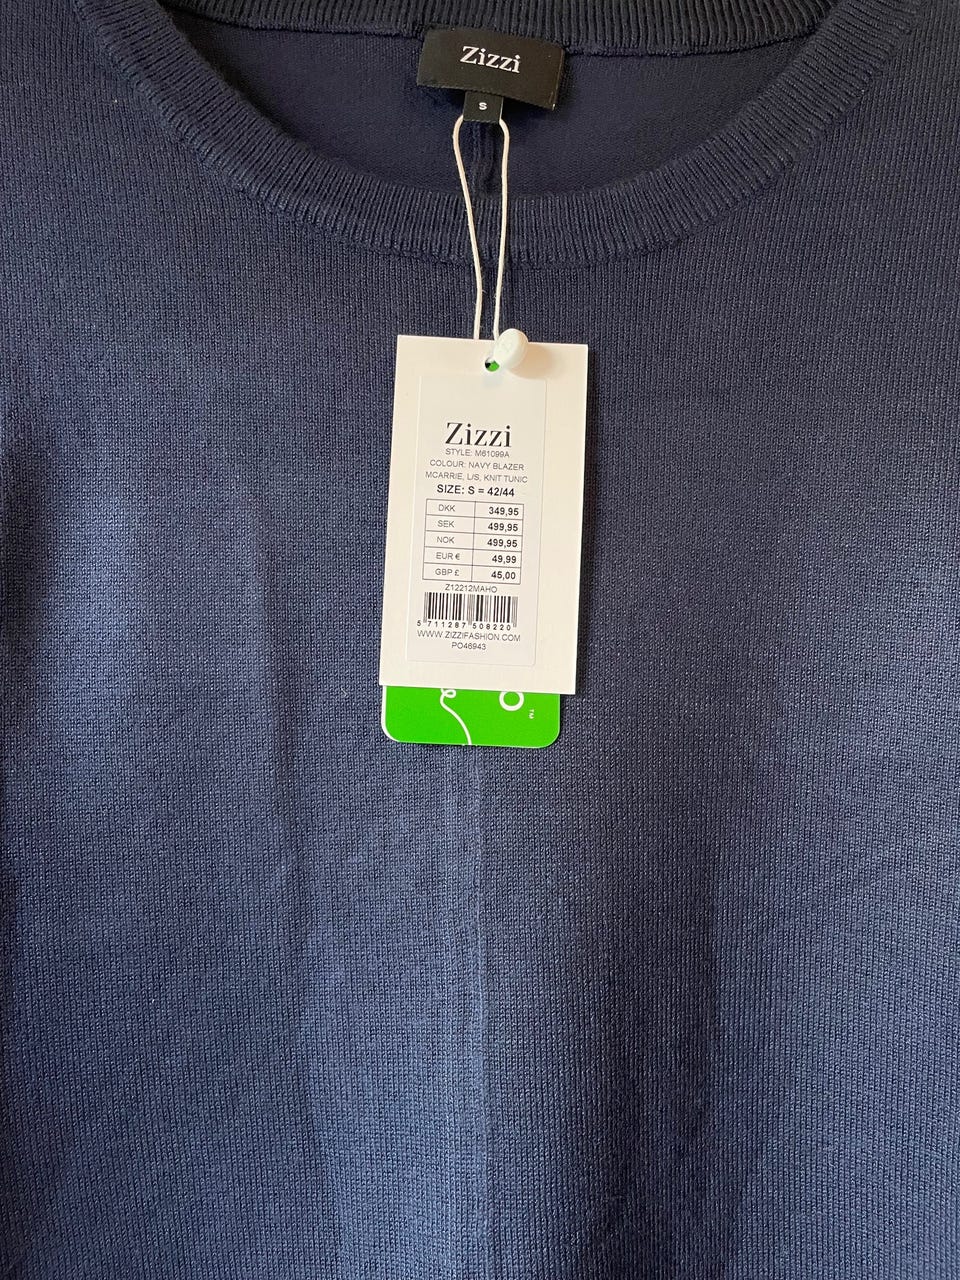 Zizzi
S
Zizzi
STYLE: M61099A
COLOUR: NAVY BLAZER
MCARRIE, L/S, KNIT TUNIC
SIZE: S = 42/44
DKK 349,95
SEK 499,95
NOK 499,95
EUR € 49,99
GBP £ 45,00
Z12212MAHO
5 711287 508220
WWW.ZIZZIFASHION.COM
PO46943
O
TM